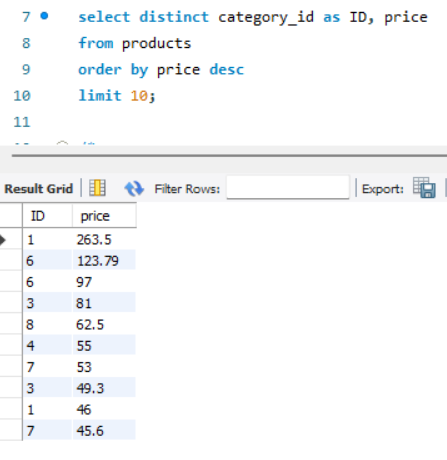 7 select distinct category_id as ID, price
8 from products
9 order by price desc
10 limit 10;
11
Result Grid Filter Rows: Export:
ID price
1 263.5
6 123.79
6 97
3 81
8 62.5
4 55
7 53
3 49.3
1 46
7 45.6